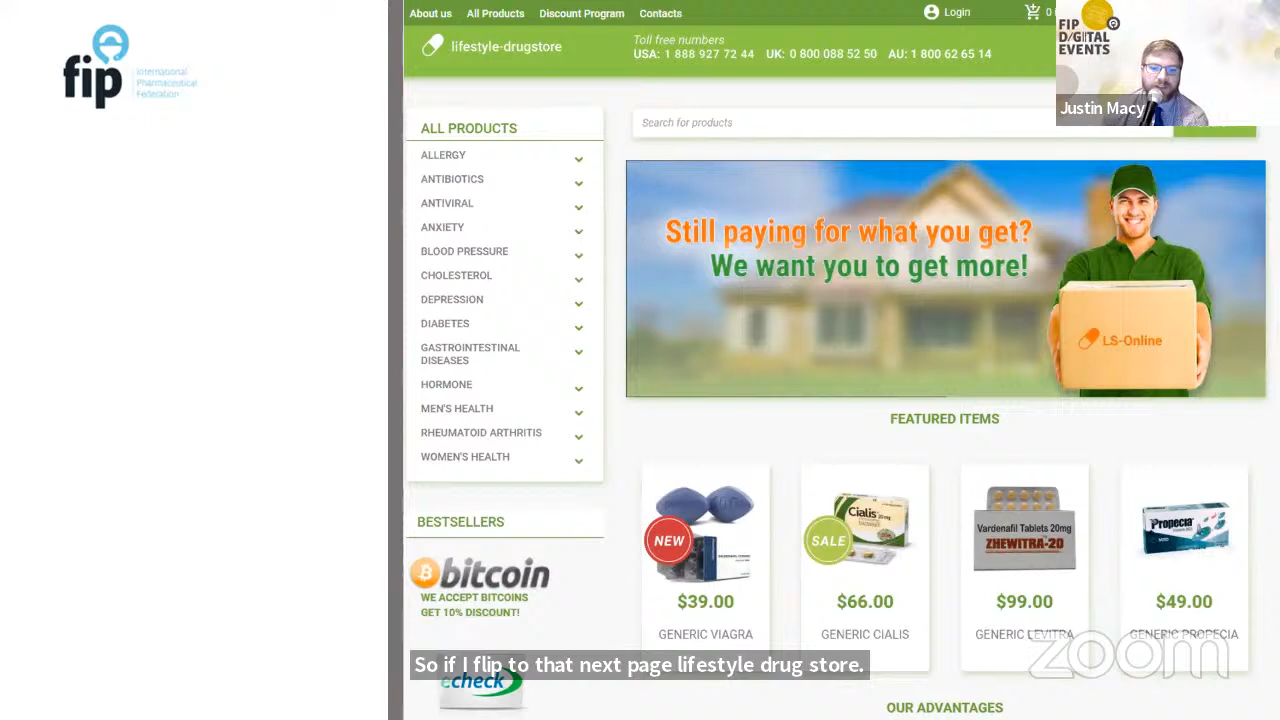 fip
International
Pharmaceutical
Federation
About us All Products Discount Program Contacts
Login
0
lifestyle-drugstore
Toll free numbers
USA: 1 888 927 72 44 UK: 0 800 088 52 50 AU: 1 800 62 65 14
FIP
DIGITAL
EVENTS
Justin Macy
ALL PRODUCTS
ALLERGY
ANTIBIOTICS
ANTIVIRAL
ANXIETY
BLOOD PRESSURE
CHOLESTEROL
DEPRESSION
DIABETES
GASTROINTESTINAL
DISEASES
HORMONE
MEN'S HEALTH
RHEUMATOID ARTHRITIS
WOMEN'S HEALTH
BESTSELLERS
bitcoin
WE ACCEPT BITCOINS
GET 10% DISCOUNT!
echeck
Search for products
Still paying for what you get?
We want you to get more!
LS-Online
FEATURED ITEMS
NEW
$39.00
GENERIC VIAGRA
Cialis 20mg
SALE
$66.00
GENERIC CIALIS
Vardenafil Tablets 20mg
ZHEWITRA-20
$99.00
GENERIC LEVITRA
Propecia
$49.00
GENERIC PROPECIA
zoom
So if I flip to that next page lifestyle drug store.
OUR ADVANTAGES